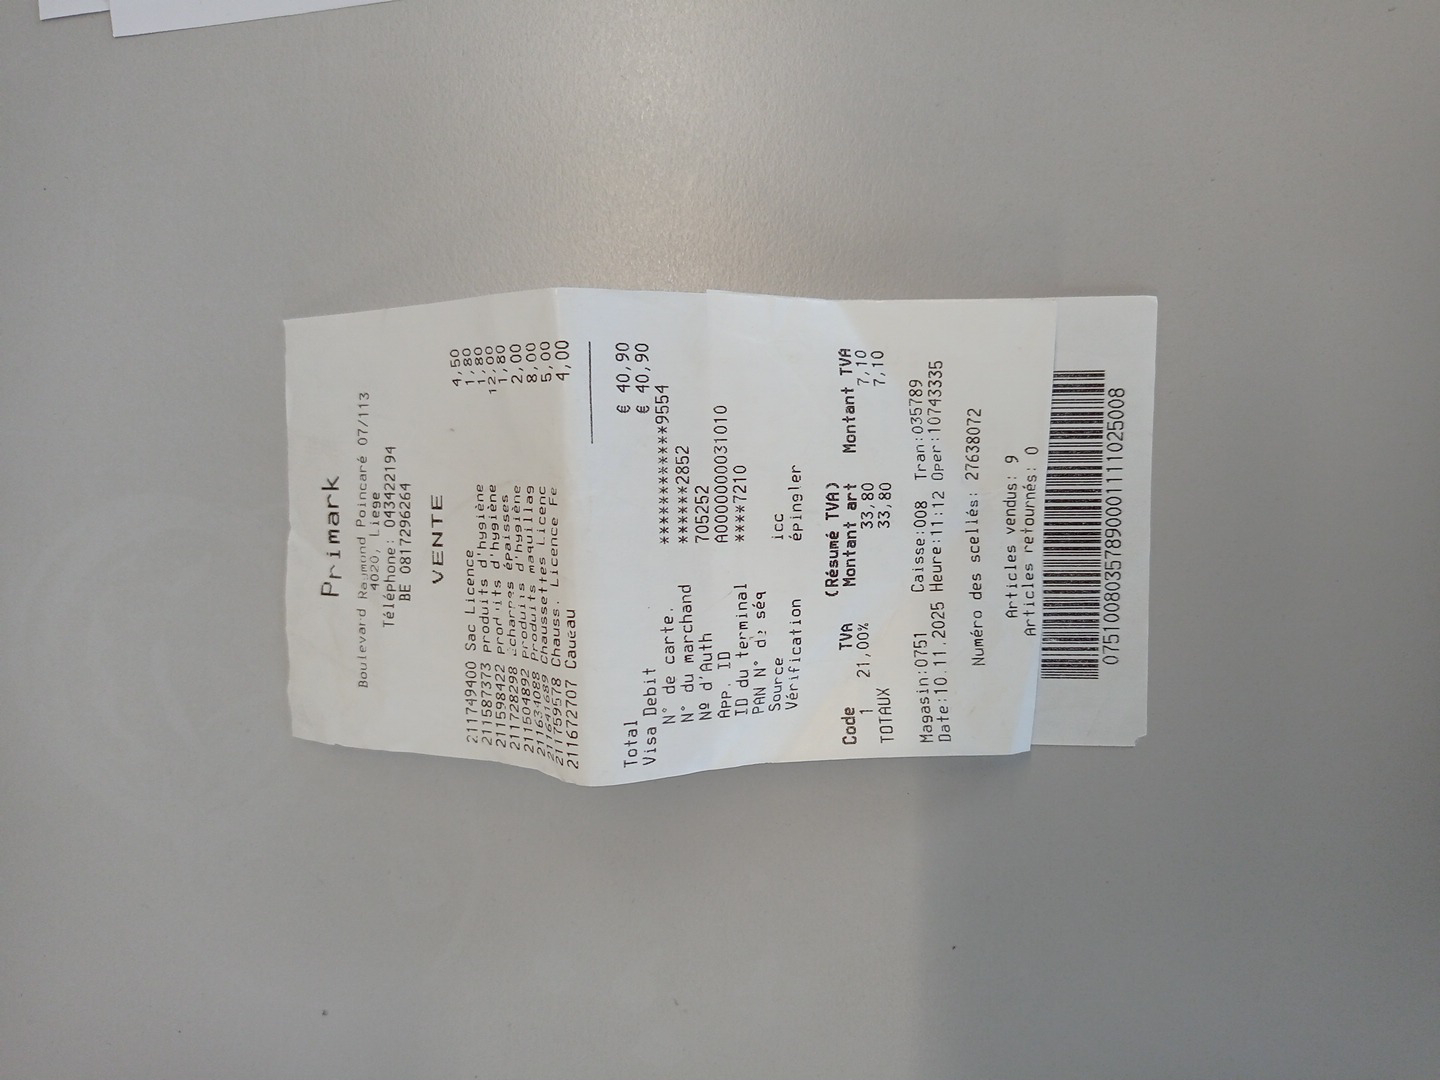 Primark
Boulevard Raymond Poincaré 07/113
4020, Liege
Téléphone: 043422194
BE 0817296264
VENTE
211749400 Sac Licence 4,50
211587373 Produits d'hygiène 1,80
211598422 Produits d'hygiène 1,80
211728298 écharpes épaisses 12,00
211504892 Produits d'hygiène 1,80
211634088 Produits maquillag 2,00
211641689 Chaussettes Licenc 8,00
211759578 Chauss. Licence Fe 5,00
211672707 Cadeau 4,00
Total € 40,90
Visa Debit € 40,90
N° de carte. ************9554
N° du marchand ******2852
Nº d'Auth 705252
App. ID A0000000031010
ID du terminal ****7210
PAN N° de séq
Source icc
Vérification épingler
(Résumé TVA)
Code TVA Montant art Montant TVA
1 21,00% 33,80 7,10
TOTAUX 33,80 7,10
Magasin:0751 Caisse:008 Tran:035789
Date:10.11.2025 Heure:11:12 Oper:10743335
Numéro des scellés: 27638072
Articles vendus: 9
Articles retournés: 0
0751008035789000111025008